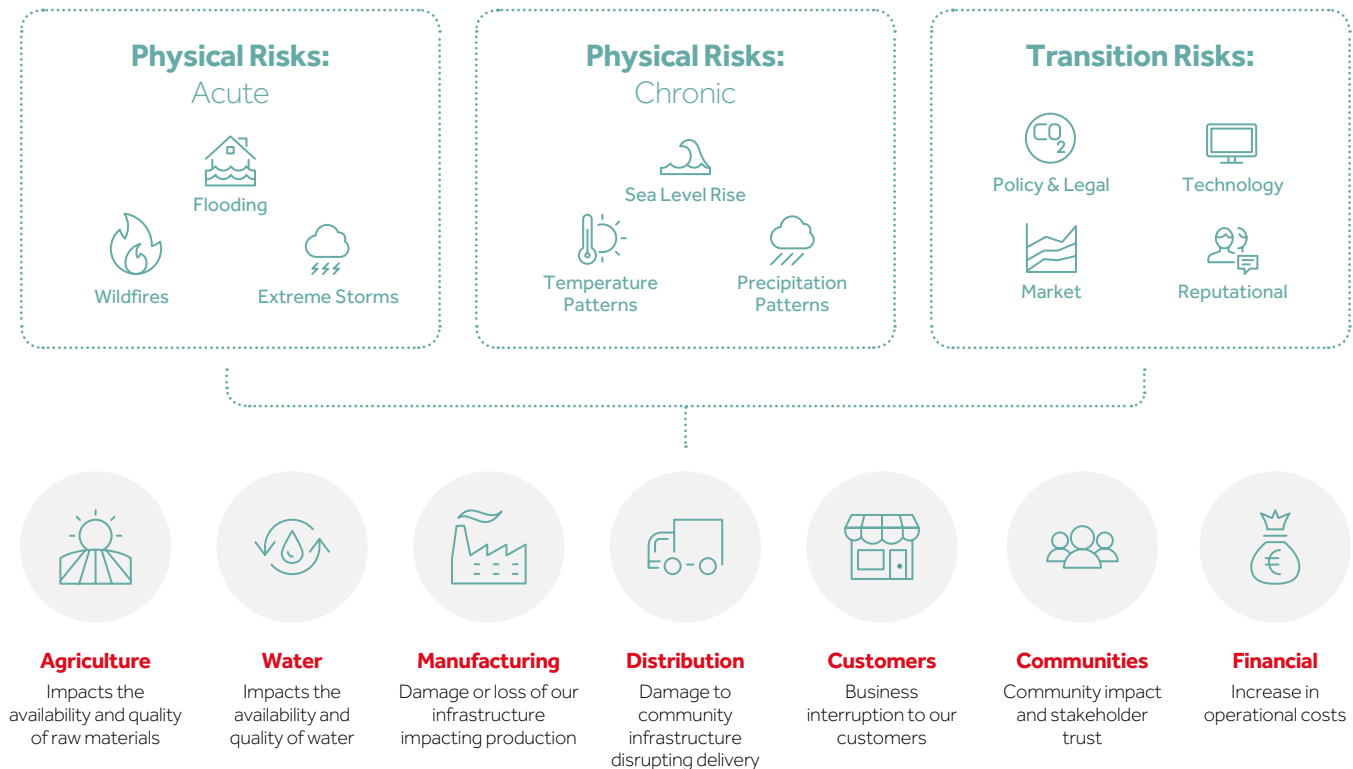 Physical Risks:
Acute
Flooding
Wildfires
Extreme Storms
Physical Risks:
Chronic
Sea Level Rise
Temperature
Patterns
Precipitation
Patterns
Transition Risks:
CO2
Policy & Legal
Technology
Market
Reputational
Agriculture
Impacts the
availability and quality
of raw materials
Water
Impacts the
availability and
quality of water
Manufacturing
Damage or loss of our
infrastructure
impacting production
Distribution
Damage to
community
infrastructure
disrupting delivery
Customers
Business
interruption to our
customers
Communities
Community impact
and stakeholder
trust
€
Financial
Increase in
operational costs